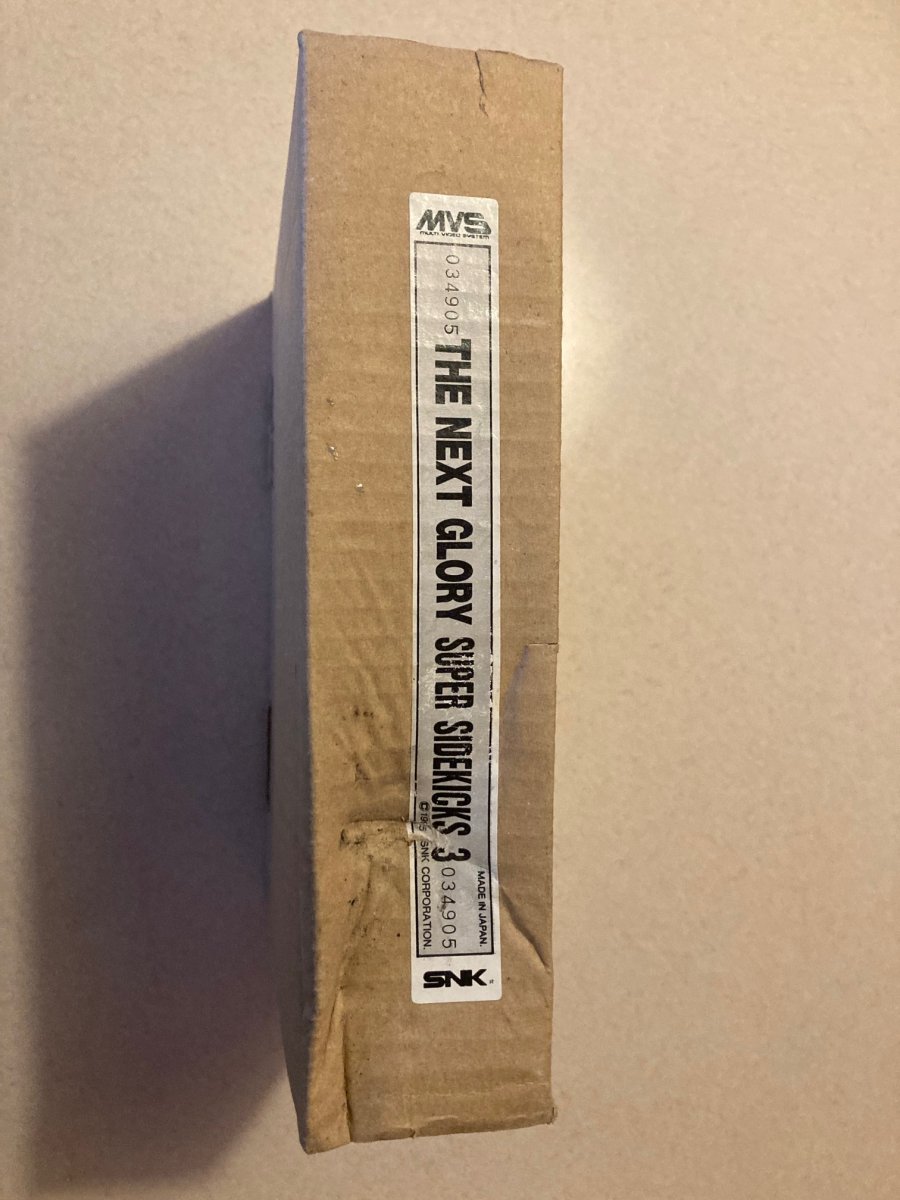 MVS
MULTI VIDEO SYSTEM
034905 THE NEXT GLORY SUPER SIDEKICKS 3 034905
MADE IN JAPAN.
© 1995 SNK CORPORATION.
SNK